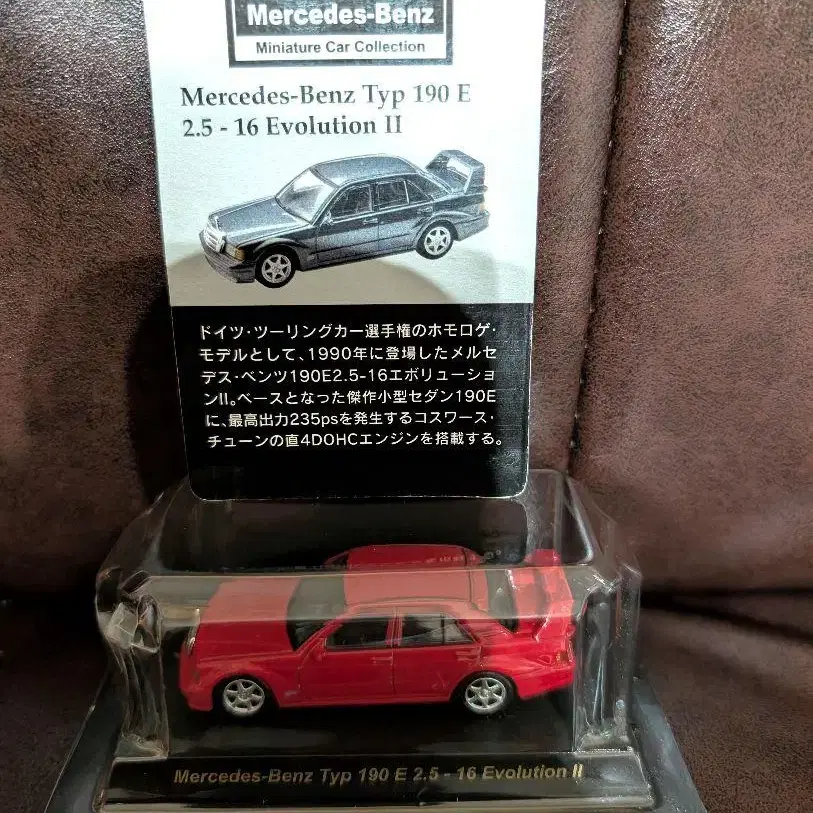 Mercedes-Benz
Miniature Car Collection
Mercedes-Benz Typ 190 E
2.5 - 16 Evolution II
ドイツ・ツーリングカー選手権のホモロゲ・
モデルとして、1990年に登場したメルセ
デス・ベンツ190E2.5-16エボリューショ
ンII。ベースとなった傑作小型セダン190E
に、最高出力235psを発生するコスワース・
チューンの直4DOHCエンジンを搭載する。
Mercedes-Benz Typ 190 E 2.5 - 16 Evolution II